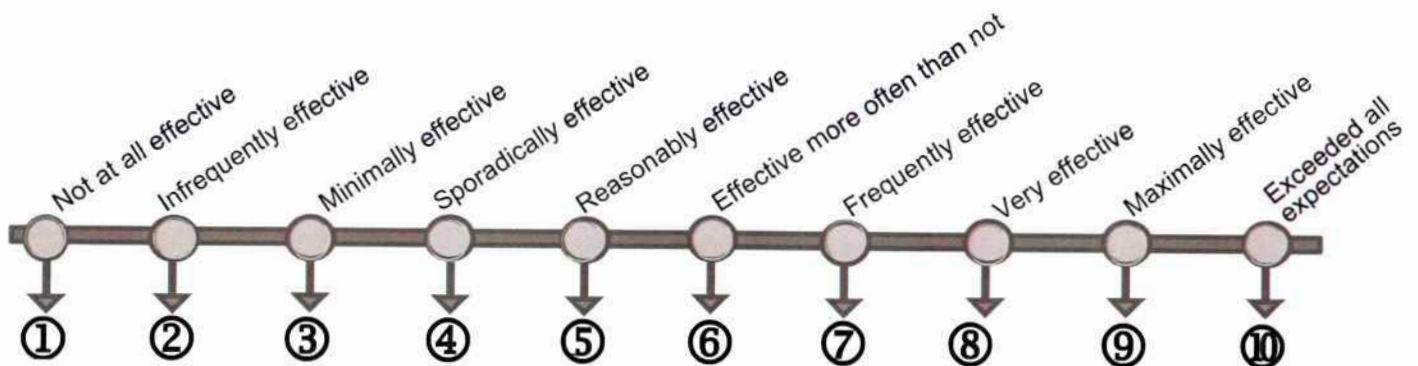 Not at all effective
Infrequently effective
Minimally effective
Sporadically effective
Reasonably effective
Effective more often than not
Frequently effective
Very effective
Maximally effective
Exceeded all
expectations
① ② ③ ④ ⑤ ⑥ ⑦ ⑧ ⑨ ⑩